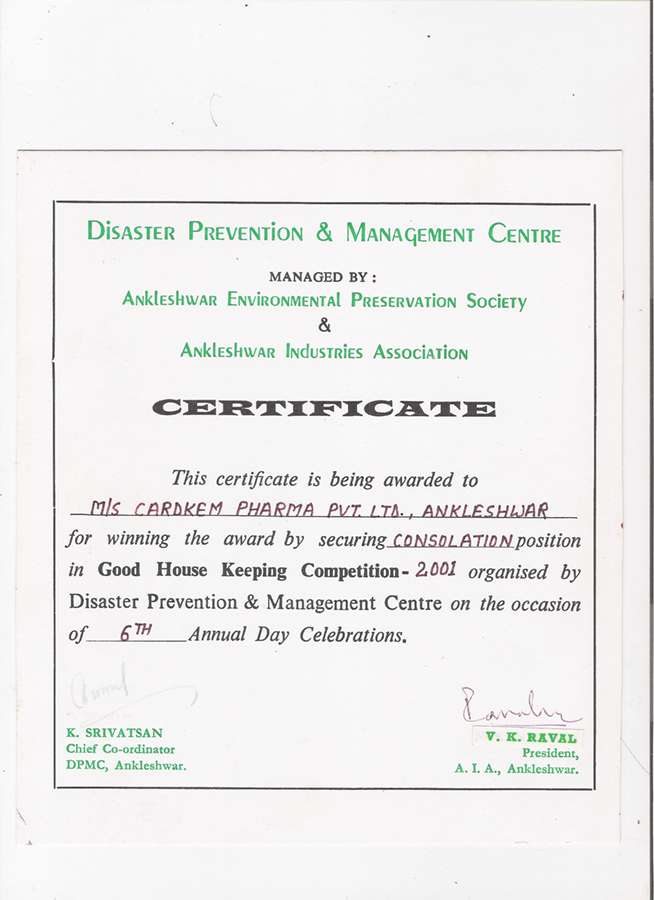 DISASTER PREVENTION & MANAGEMENT CENTRE
MANAGED BY :
ANKLESHWAR ENVIRONMENTAL PRESERVATION SOCIETY
&
ANKLESHWAR INDUSTRIES ASSOCIATION
CERTIFICATE
This certificate is being awarded to
M/S CARDKEM PHARMA PVT. LTD., ANKLESHWAR
for winning the award by securing CONSOLATION position
in Good House Keeping Competition- 2001 organised by
Disaster Prevention & Management Centre on the occasion
of 6TH Annual Day Celebrations.
K. SRIVATSAN
Chief Co-ordinator
DPMC, Ankleshwar.
V. K. RAVAL
President,
A. I. A., Ankleshwar.